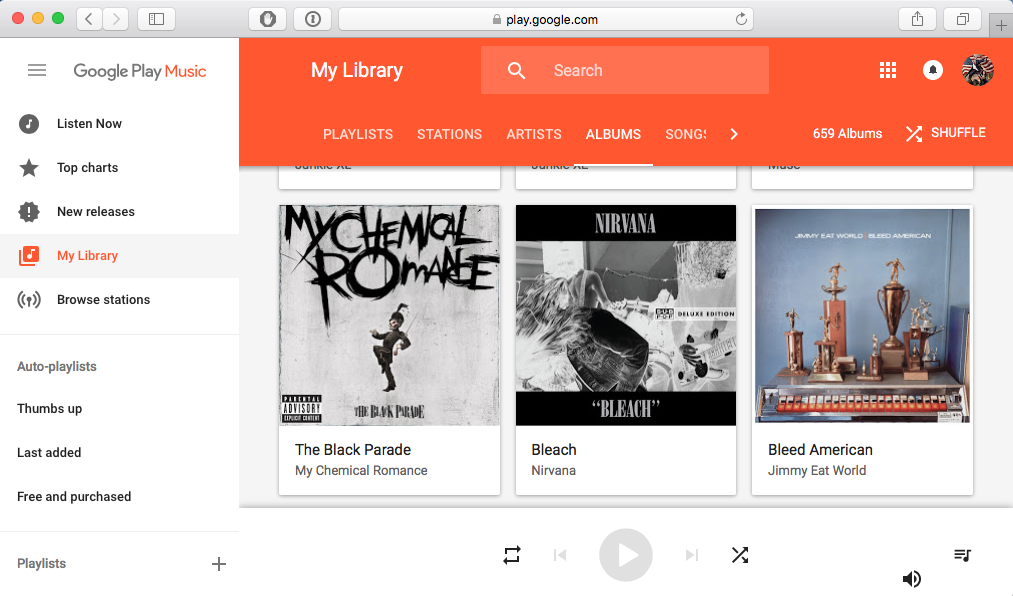 play.google.com
Google Play Music
My Library
Search
Listen Now
Top charts
New releases
My Library
Browse stations
Auto-playlists
Thumbs up
Last added
Free and purchased
Playlists
PLAYLISTS STATIONS ARTISTS ALBUMS SONGS
659 Albums SHUFFLE
Junkie XL
Junkie XL
Muse
MY CHEMICAL
ROMANCE
PARENTAL
ADVISORY
EXPLICIT CONTENT
THE BLACK PARADE
The Black Parade
My Chemical Romance
NIRVANA
SUB POP DELUXE EDITION
“BLEACH”
Bleach
Nirvana
JIMMY EAT WORLD | BLEED AMERICAN
Bleed American
Jimmy Eat World